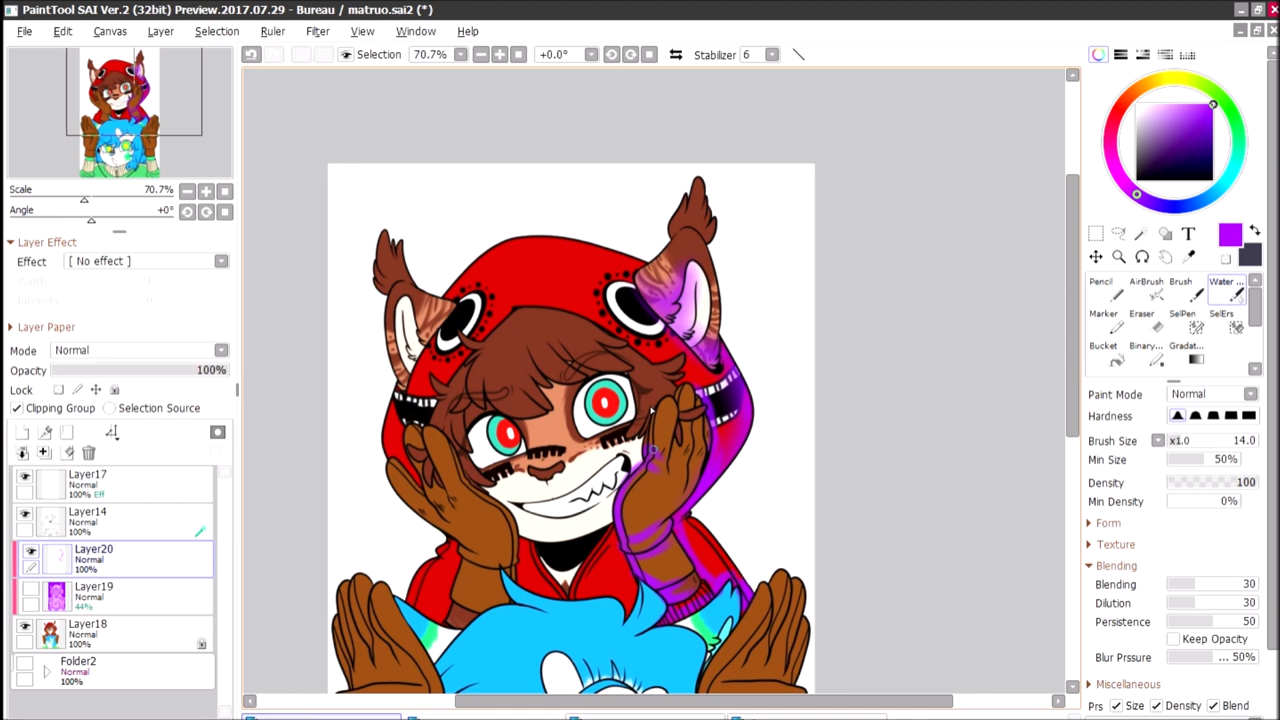 PaintTool SAI Ver.2 (32bit) Preview.2017.07.29 - Bureau / matruo.sai2 (*)
File Edit Canvas Layer Selection Ruler Filter View Window Help
Selection 70.7% +0.0° Stabilizer 6
Scale 70.7%
Angle +0°
Layer Effect
Effect [ No effect ]
Width 1
Intensity
Layer Paper
Mode Normal
Opacity 100%
Lock
Clipping Group Selection Source
Layer17
Normal
100% Eff
Layer14
Normal
100%
Layer20
Normal
100%
Layer19
Normal
44%
Layer18
Normal
100%
Folder2
Normal
100%
T
Pencil AirBrush Brush Water ...
Marker Eraser SelPen SelErs
Bucket Binary... Gradat...
Paint Mode Normal
Hardness
Brush Size x1.0 14.0
Min Size 50%
Density 100
Min Density 0%
Form
Texture
Blending
Blending 30
Dilution 30
Persistence 50
Keep Opacity
Blur Prssure ... 50%
Miscellaneous
Prs Size Density Blend